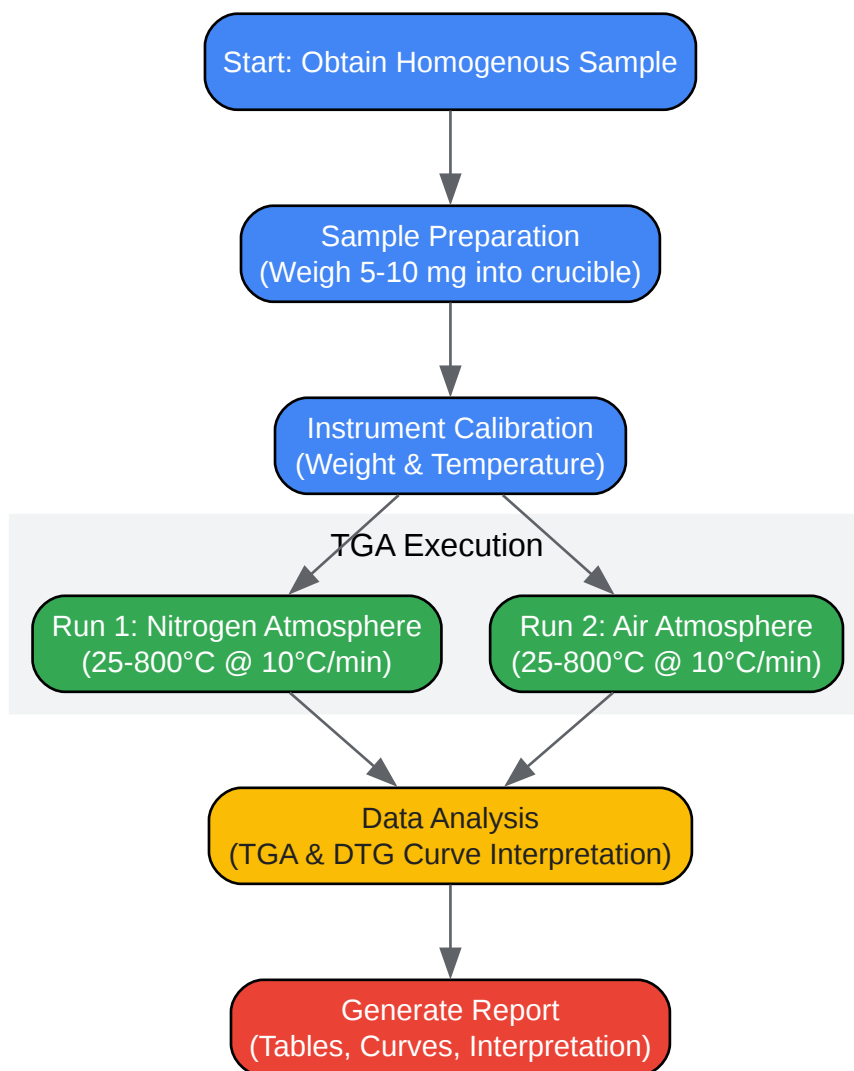 Start: Obtain Homogenous Sample
Sample Preparation
(Weigh 5-10 mg into crucible)
Instrument Calibration
(Weight & Temperature)
TGA Execution
Run 1: Nitrogen Atmosphere
(25-800°C @ 10°C/min)
Run 2: Air Atmosphere
(25-800°C @ 10°C/min)
Data Analysis
(TGA & DTG Curve Interpretation)
Generate Report
(Tables, Curves, Interpretation)